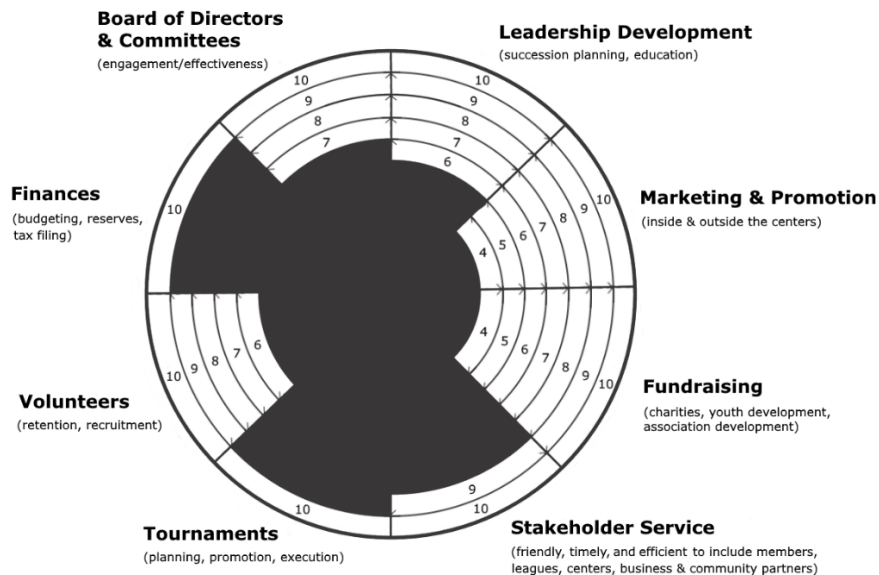 Board of Directors
& Committees
(engagement/effectiveness)
Leadership Development
(succession planning, education)
Marketing & Promotion
(inside & outside the centers)
Fundraising
(charities, youth development,
association development)
Stakeholder Service
(friendly, timely, and efficient to include members,
leagues, centers, business & community partners)
Tournaments
(planning, promotion, execution)
Volunteers
(retention, recruitment)
Finances
(budgeting, reserves,
tax filing)
10
9
8
7
10
9
8
7
6
4
5
6
7
8
9
10
4
5
6
7
8
9
10
9
10
10
10
9
8
7
6
10